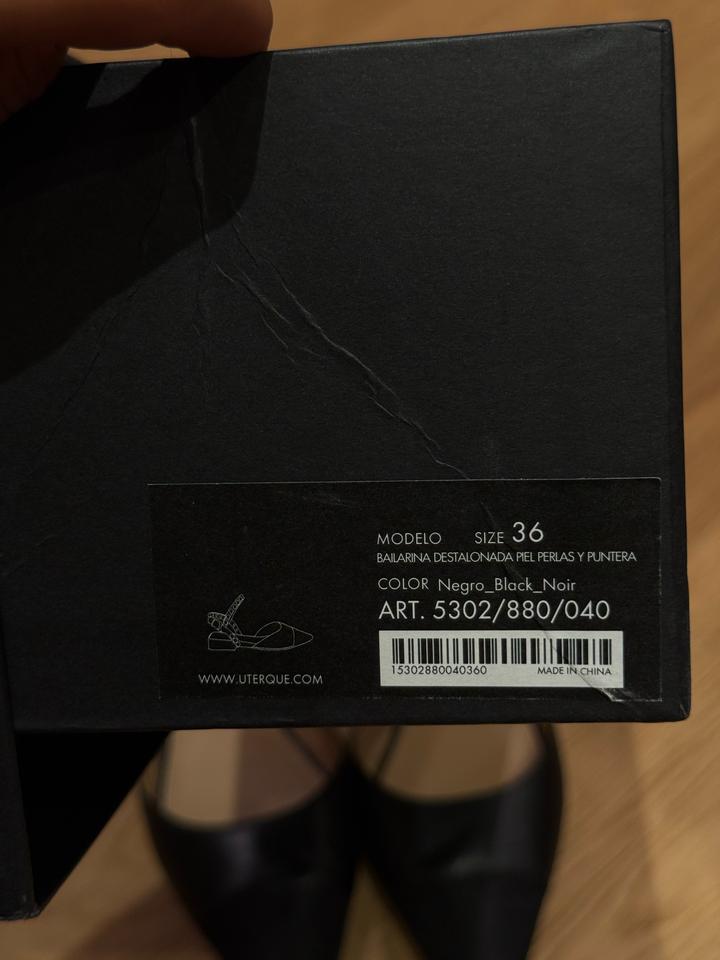 MODELO SIZE 36
BAILARINA DESTALONADA PIEL PERLAS Y PUNTERA
COLOR Negro_Black_Noir
ART. 5302/880/040
15302880040360 MADE IN CHINA
WWW.UTERQUE.COM